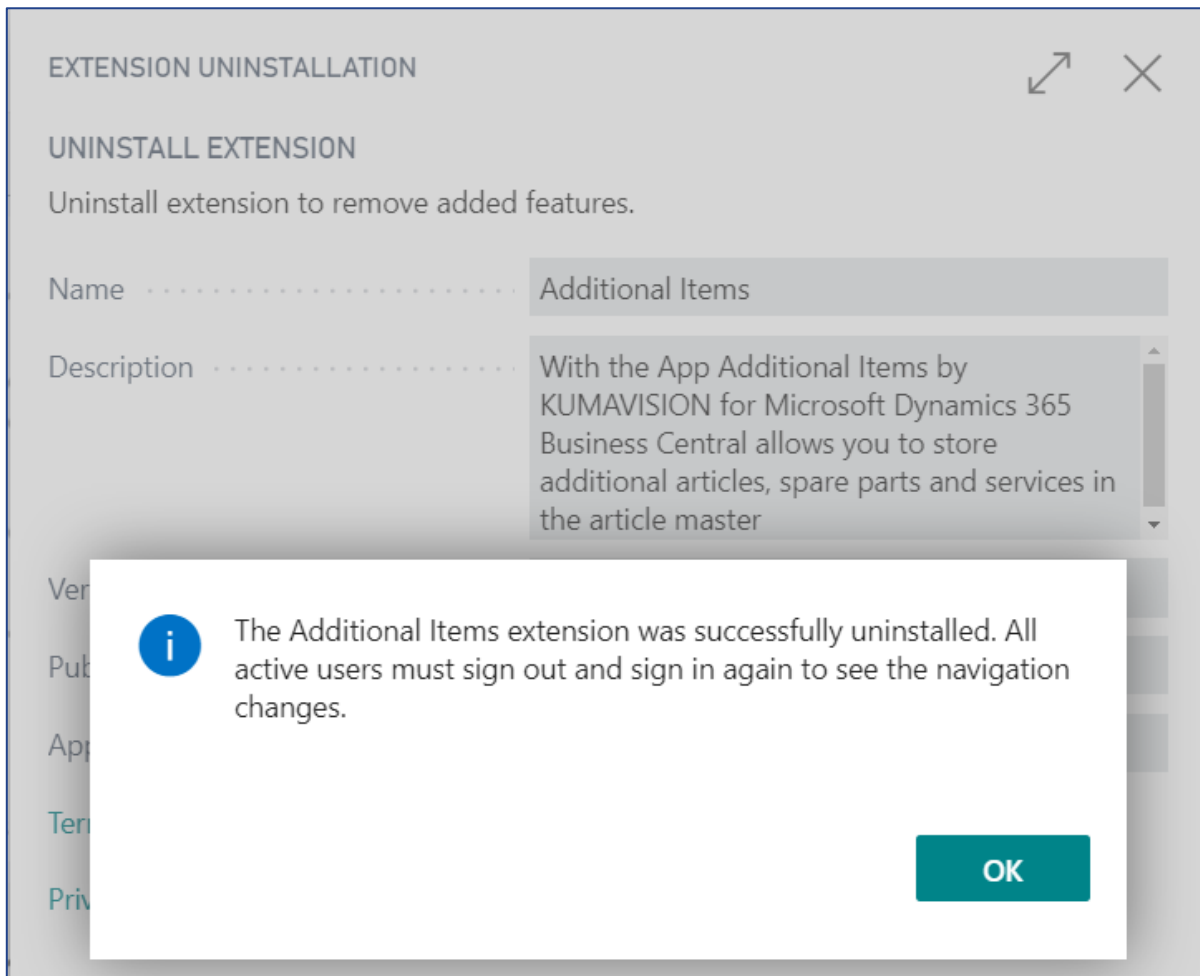 EXTENSION UNINSTALLATION
UNINSTALL EXTENSION
Uninstall extension to remove added features.
Name
Additional Items
Description
With the App Additional Items by
KUMAVISION for Microsoft Dynamics 365
Business Central allows you to store
additional articles, spare parts and services in
the article master
The Additional Items extension was successfully uninstalled. All
active users must sign out and sign in again to see the navigation
changes.
OK